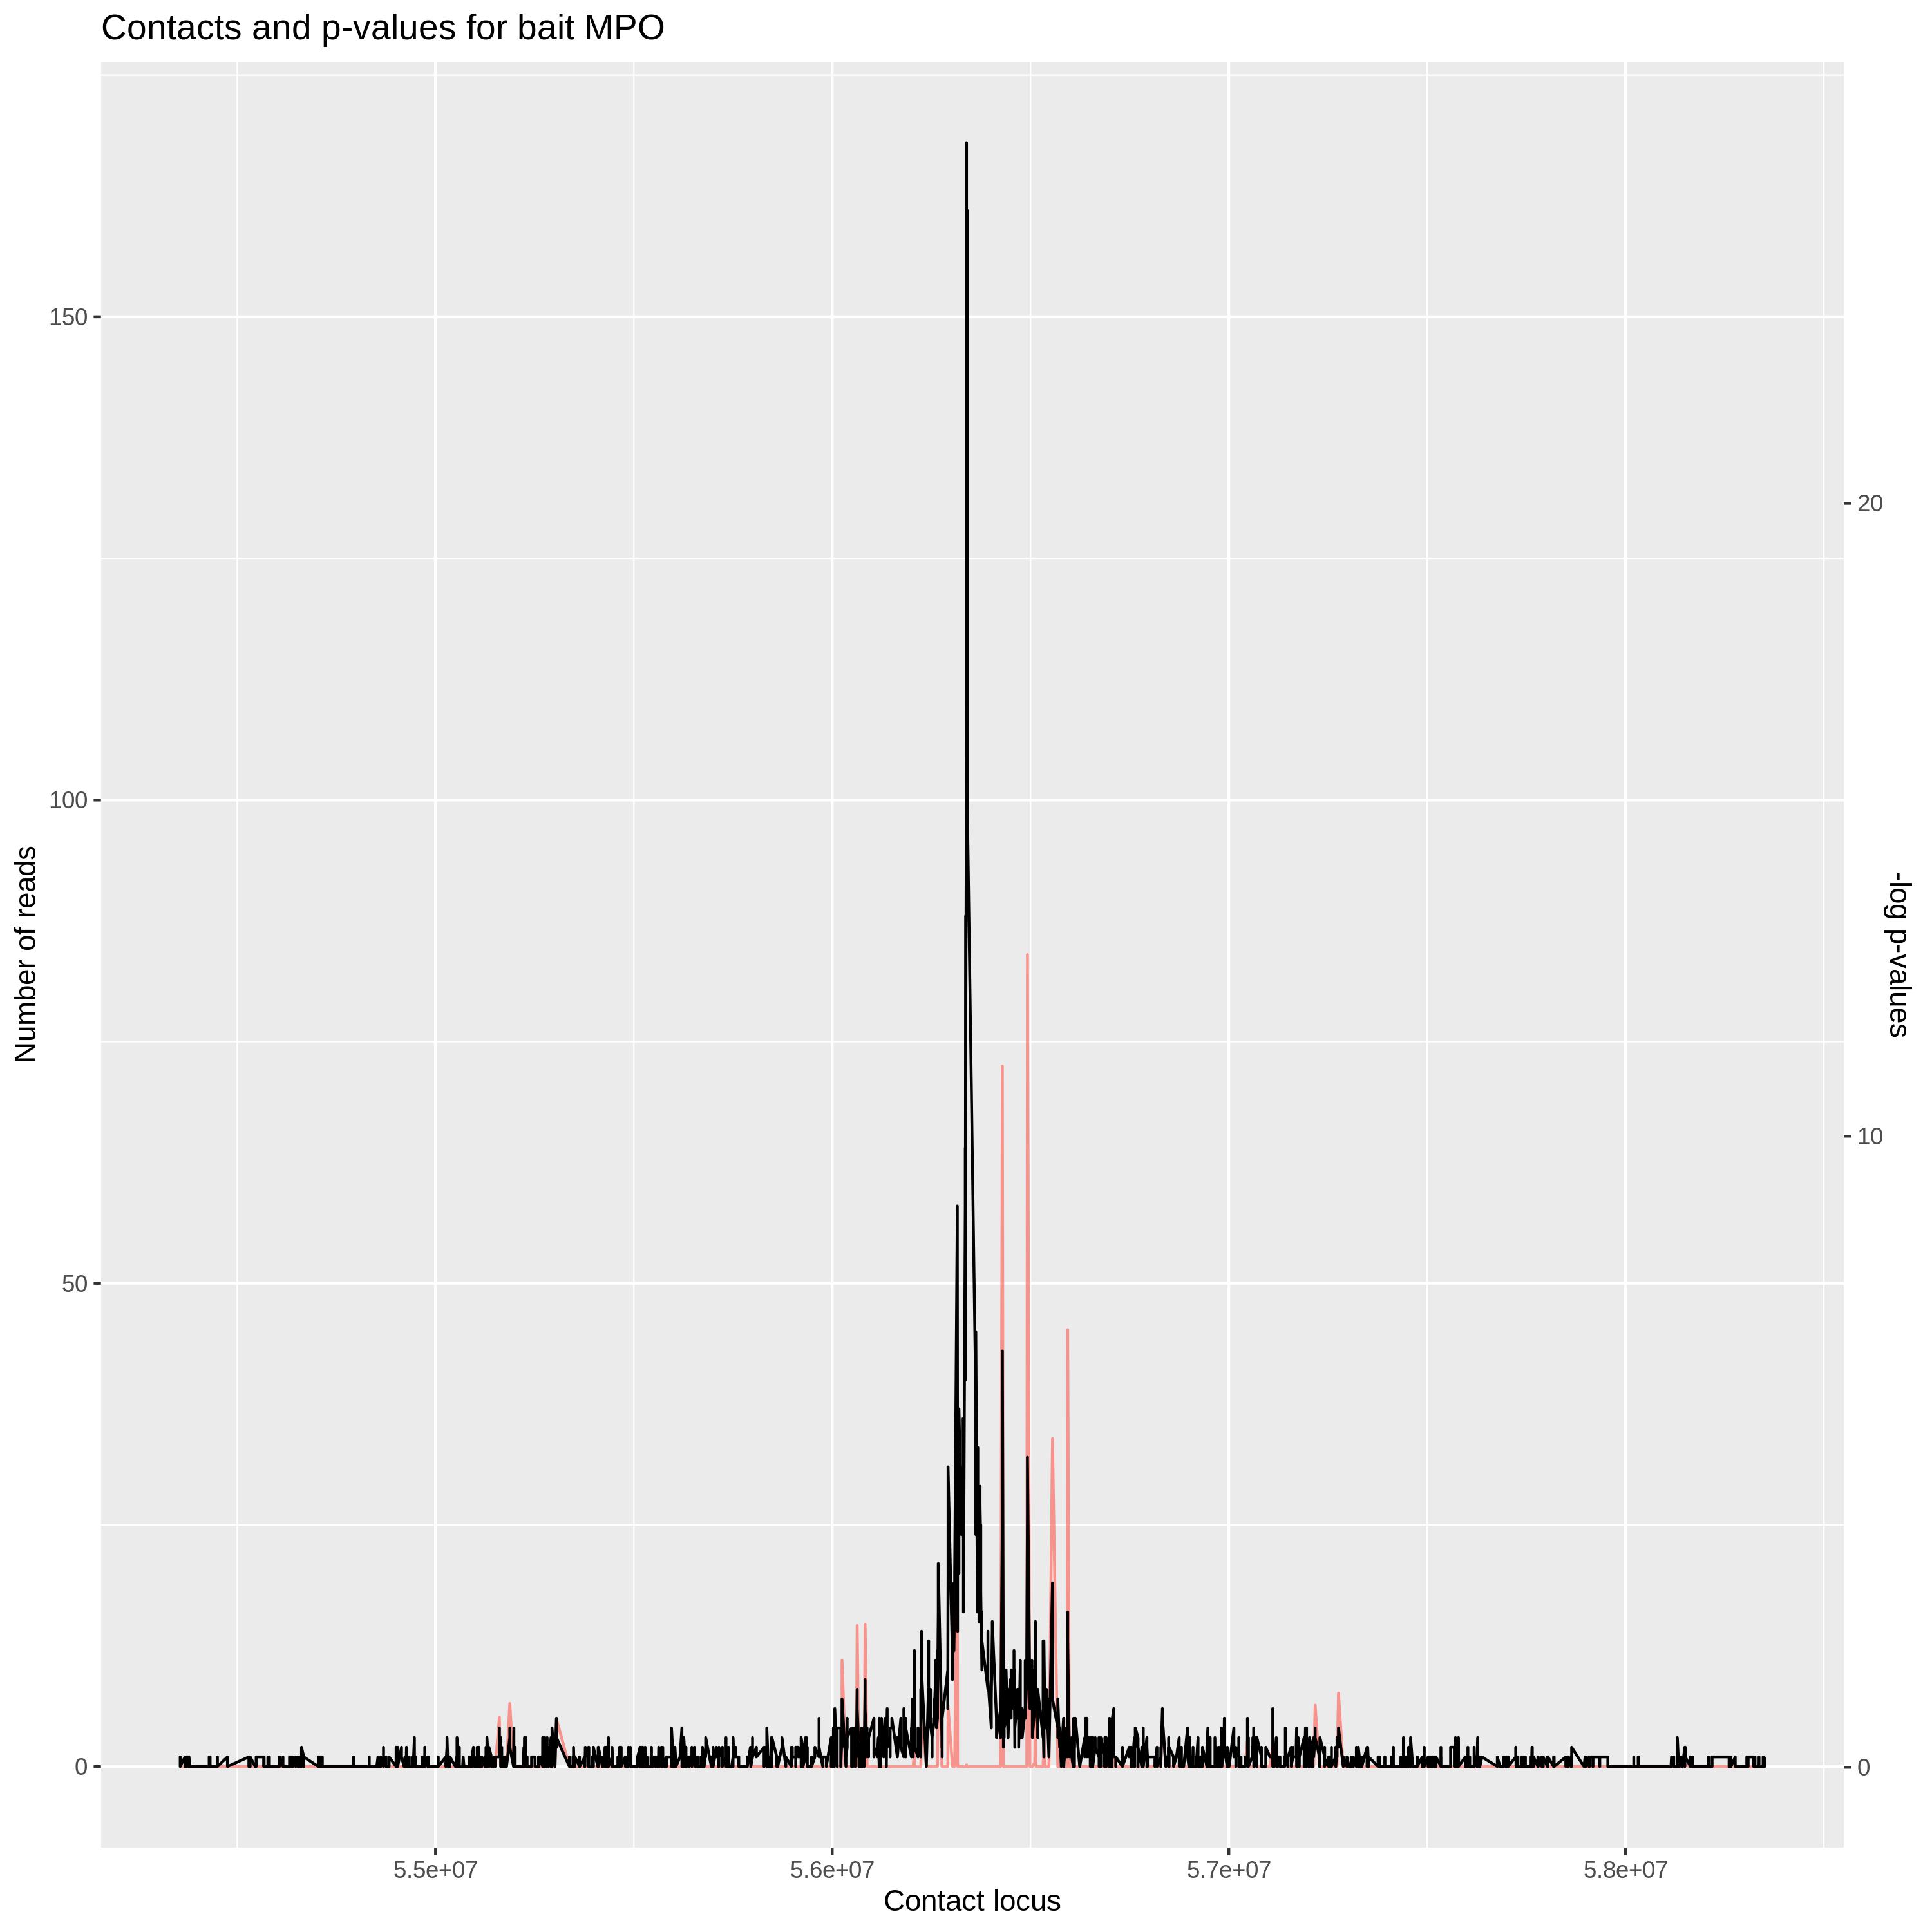 Contacts and p-values for bait MPO
150
100
50
0
Number of reads
20
10
0
-log p-values
5.5e+07
5.6e+07
5.7e+07
5.8e+07
Contact locus